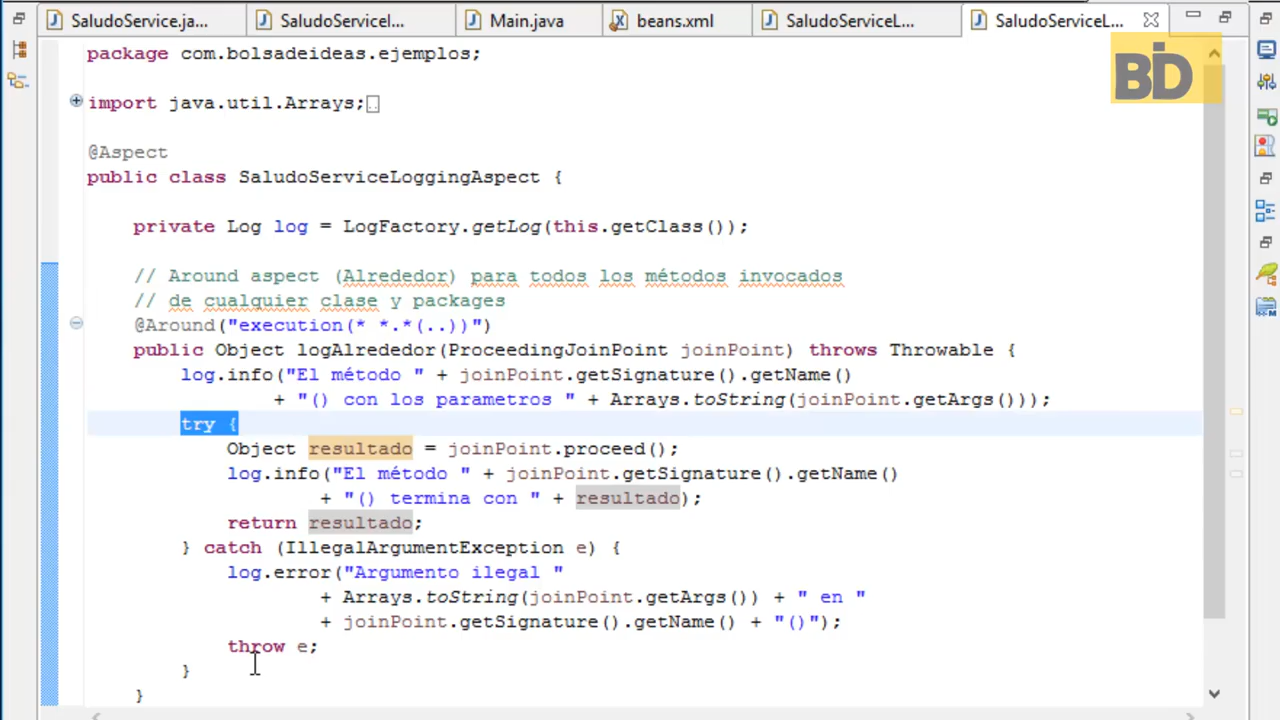 SaludoService.ja...
SaludoServiceI...
Main.java
beans.xml
SaludoServiceL...
SaludoServiceL...
BD
package com.bolsadeideas.ejemplos;
import java.util.Arrays;
@Aspect
public class SaludoServiceLoggingAspect {
private Log log = LogFactory.getLog(this.getClass());
// Around aspect (Alrededor) para todos los métodos invocados
// de cualquier clase y packages
@Around("execution(* *.*(..))")
public Object logAlrededor(ProceedingJoinPoint joinPoint) throws Throwable {
log.info("El método " + joinPoint.getSignature().getName()
+ "() con los parametros " + Arrays.toString(joinPoint.getArgs()));
try {
Object resultado = joinPoint.proceed();
log.info("El método " + joinPoint.getSignature().getName()
+ "() termina con " + resultado);
return resultado;
} catch (IllegalArgumentException e) {
log.error("Argumento ilegal "
+ Arrays.toString(joinPoint.getArgs()) + " en "
+ joinPoint.getSignature().getName() + "()");
throw e;
}
}